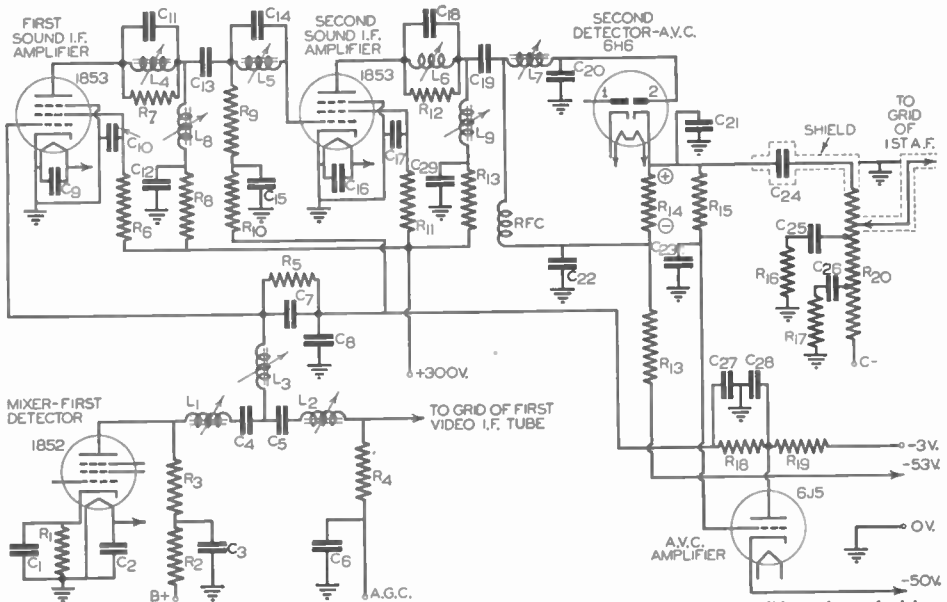 FIRST
SOUND I.F.
AMPLIFIER
1853
C11
L4
R7
C13
C14
L5
SECOND
SOUND I.F.
AMPLIFIER
1853
C18
L6
R12
C19
L7
C20
SECOND
DETECTOR-A.V.C.
6H6
1
2
C21
SHIELD
TO
GRID
OF
1ST A.F.
C24
C9
C10
C12
L8
R6
R8
R9
C15
R10
C16
C17
C29
L9
R11
R13
RFC
C22
+
R14
−
R15
C23
C25
R16
C26
R17
R20
C-
R5
C7
C8
L3
+300V.
R13
C27
C28
R18
R19
-3V.
-53V.
MIXER-FIRST
DETECTOR
1852
L1
C4
C5
L2
TO GRID OF FIRST
VIDEO I.F. TUBE
R3
R4
R1
C1
C2
R2
C3
B+
C6
A.G.C.
6J5
A.V.C.
AMPLIFIER
0V.
-50V.